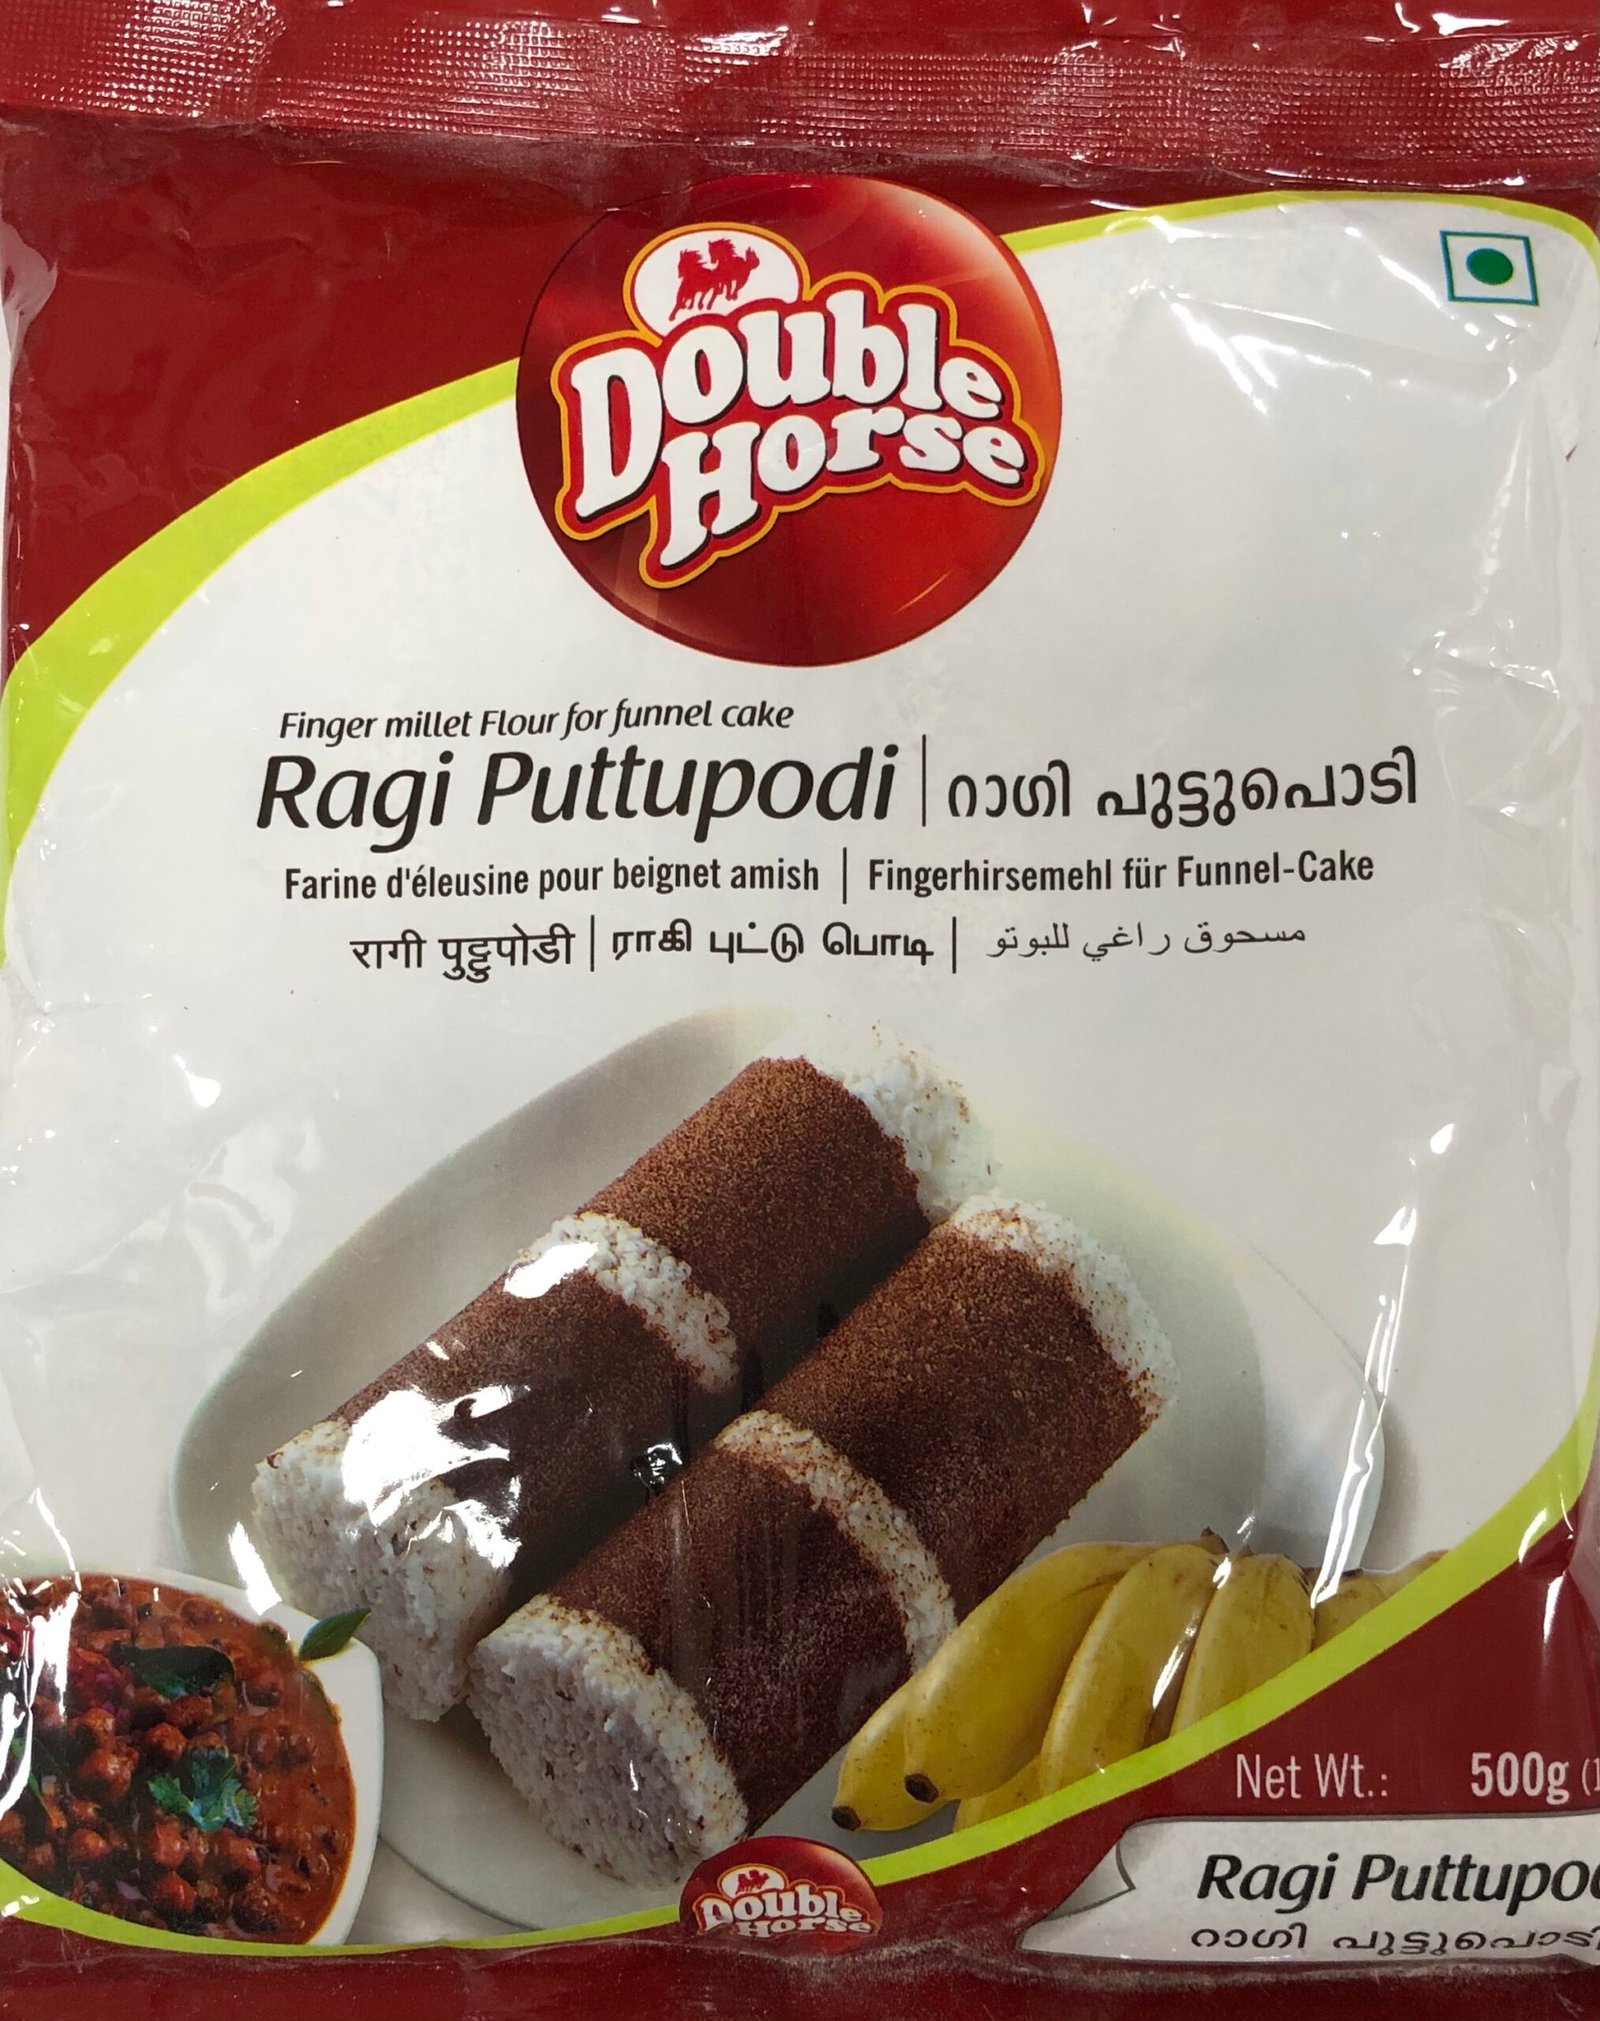 Double
Horse
Finger millet Flour for funnel cake
Ragi Puttupodi | റാഗി പുട്ടുപൊടി
Farine d'éleusine pour beignet amish | Fingerhirsemehl für Funnel-Cake
रागी पुट्टुपोडी | ராகி புட்டு பொடி | مسحوق راغي للبوتو
Net Wt.: 500g
Double
Horse
Ragi
റാഗി പുട്ടുപൊടി